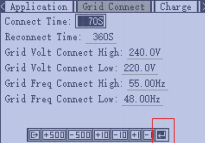 Application Grid Connect Charge
Connect Time: 70S
Reconnect Time: 360S
Grid Volt Connect High: 240.0V
Grid Volt Connect Low: 220.0V
Grid Freq Connect High: 55.00Hz
Grid Freq Connect Low: 48.00Hz
+500 -500 +10 -10 +1 -1